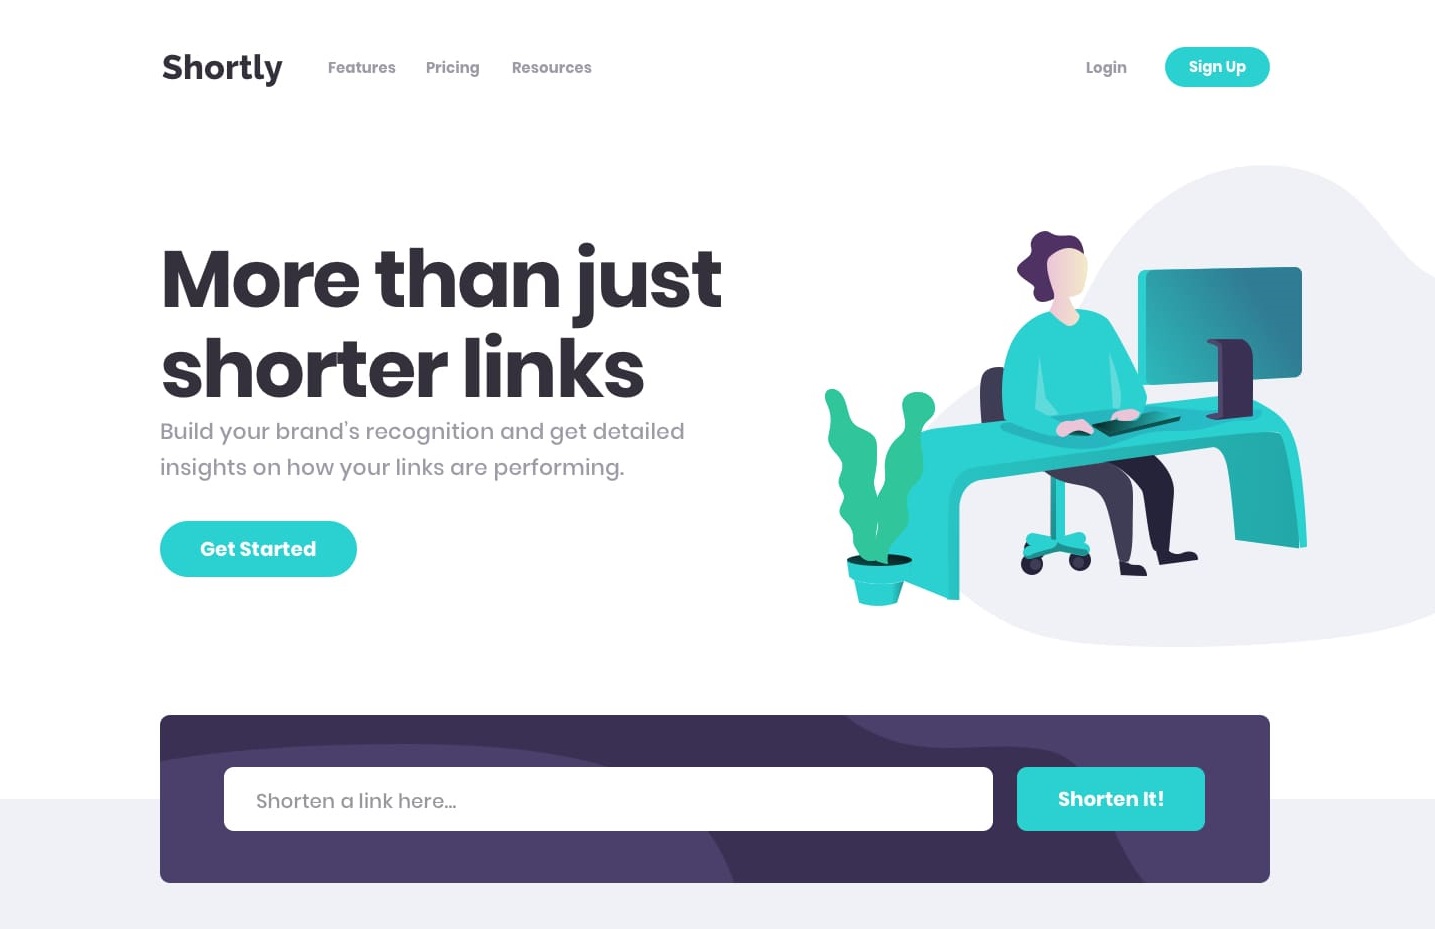 Shortly
Features
Pricing
Resources
Login
Sign Up
More than just
shorter links
Build your brand's recognition and get detailed
insights on how your links are performing.
Get Started
Shorten a link here...
Shorten It!